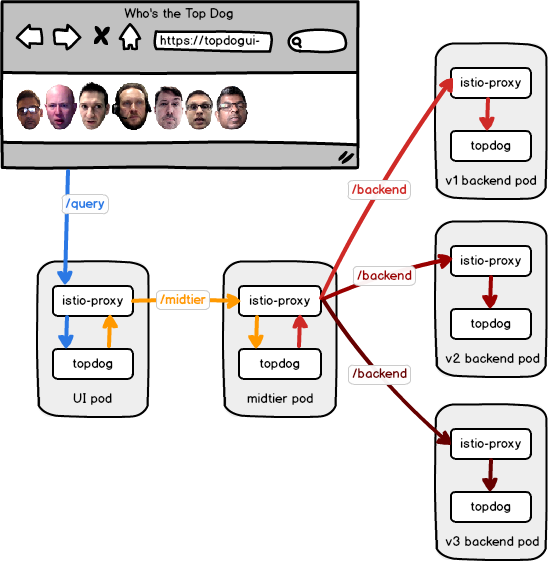 Who's the Top Dog
https://topdogui-
/query
istio-proxy
topdog
UI pod
/midtier
istio-proxy
topdog
midtier pod
/backend
istio-proxy
topdog
v1 backend pod
/backend
istio-proxy
topdog
v2 backend pod
/backend
istio-proxy
topdog
v3 backend pod